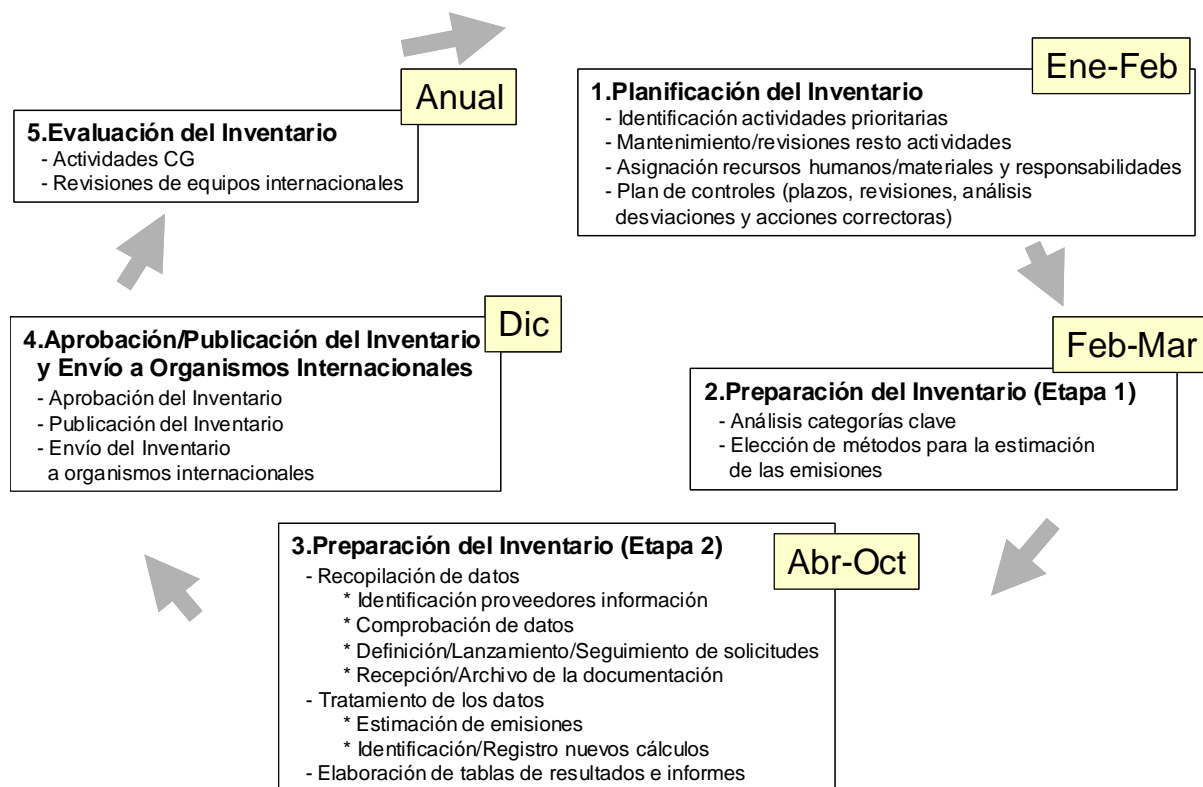 Ene-Feb
1.Planificación del Inventario
- Identificación actividades prioritarias
- Mantenimiento/revisiones resto actividades
- Asignación recursos humanos/materiales y responsabilidades
- Plan de controles (plazos, revisiones, análisis
desviaciones y acciones correctoras)
Feb-Mar
2.Preparación del Inventario (Etapa 1)
- Análisis categorías clave
- Elección de métodos para la estimación
de las emisiones
Abr-Oct
3.Preparación del Inventario (Etapa 2)
- Recopilación de datos
* Identificación proveedores información
* Comprobación de datos
* Definición/Lanzamiento/Seguimiento de solicitudes
* Recepción/Archivo de la documentación
- Tratamiento de los datos
* Estimación de emisiones
* Identificación/Registro nuevos cálculos
- Elaboración de tablas de resultados e informes
Dic
4.Aprobación/Publicación del Inventario
y Envío a Organismos Internacionales
- Aprobación del Inventario
- Publicación del Inventario
- Envío del Inventario
a organismos internacionales
Anual
5.Evaluación del Inventario
- Actividades CG
- Revisiones de equipos internacionales